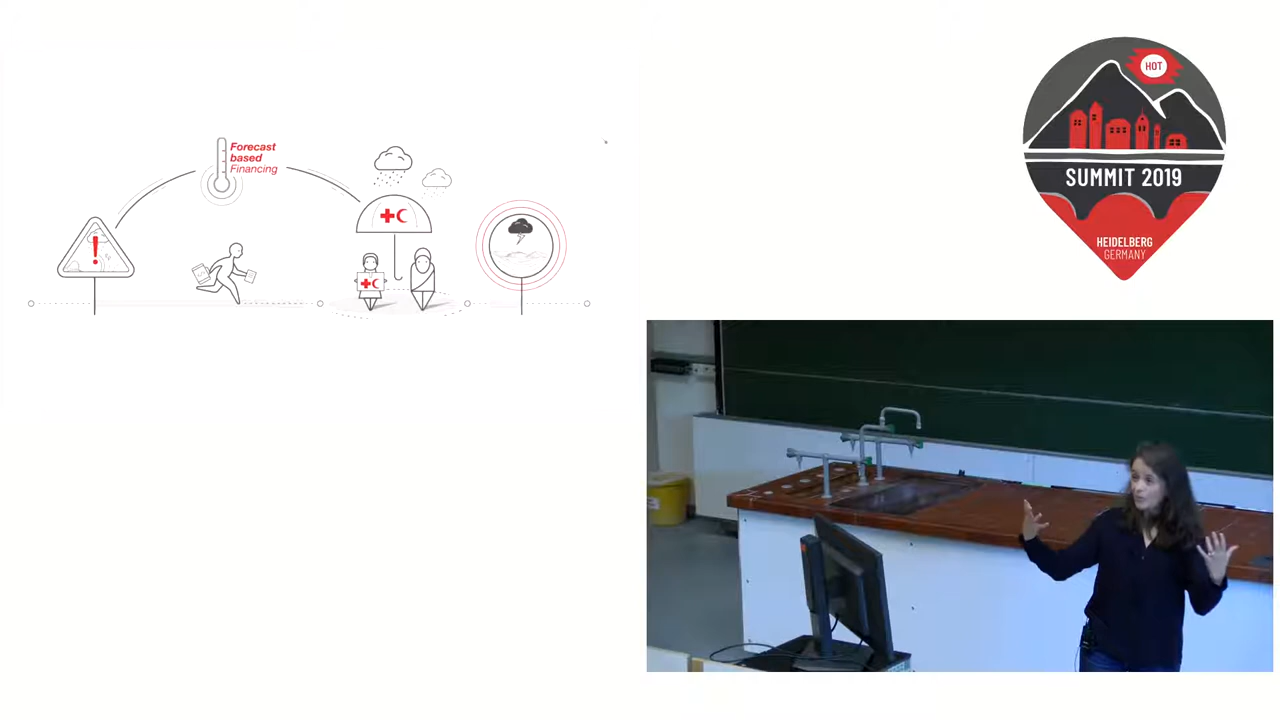 Forecast
based
Financing
!
HOT
SUMMIT 2019
HEIDELBERG
GERMANY